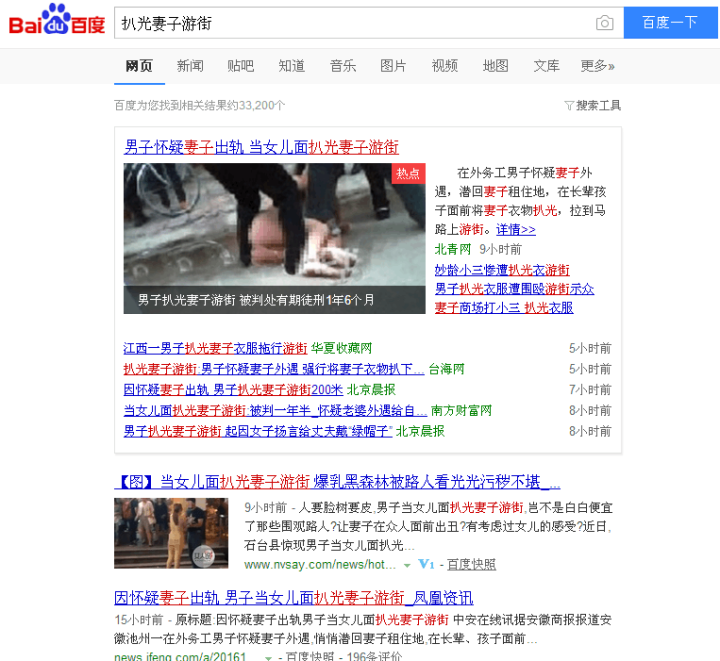 Bai du 百度
扒光妻子游街
百度一下
网页 新闻 贴吧 知道 音乐 图片 视频 地图 文库 更多»
百度为您找到相关结果约33,200个
搜索工具
男子怀疑妻子出轨 当女儿面扒光妻子游街
热点
男子扒光妻子游街 被判处有期徒刑1年6个月
在外务工男子怀疑妻子外
遇，潜回妻子租住地，在长辈孩
子面前将妻子衣物扒光，拉到马
路上游街。详情>>
北青网 9小时前
妙龄小三惨遭扒光衣游街
男子扒光衣服遭围殴游街示众
妻子商场打小三 扒光衣服
江西一男子扒光妻子衣服拖行游街 华夏收藏网 5小时前
扒光妻子游街:男子怀疑妻子外遇 强行将妻子衣物扒下... 台海网 5小时前
因怀疑妻子出轨 男子扒光妻子游街200米 北京晨报 7小时前
当女儿面扒光妻子游街:被判一年半_怀疑老婆外遇给自... 南方财富网 8小时前
男子扒光妻子游街 起因女子扬言给丈夫戴“绿帽子” 北京晨报 8小时前
【图】当女儿面扒光妻子游街 爆乳黑森林被路人看光光污秽不堪_...
9小时前 - 人要脸树要皮,男子当女儿面扒光妻子游街,岂不是白白便宜
了那些围观路人?让妻子在众人面前出丑?有考虑过女儿的感受?近日,
石台县惊现男子当女儿面扒光...
www.nvsay.com/news/hot... V1 - 百度快照
因怀疑妻子出轨 男子当女儿面扒光妻子游街_凤凰资讯
15小时前 - 原标题:因怀疑妻子出轨男子当女儿面扒光妻子游街 中安在线讯据安徽商报报道安
徽池州一在外务工男子怀疑妻子外遇,悄悄潜回妻子租住地,在长辈、孩子面前...
news.ifeng.com/a/20161... - 百度快照 - 196条评价